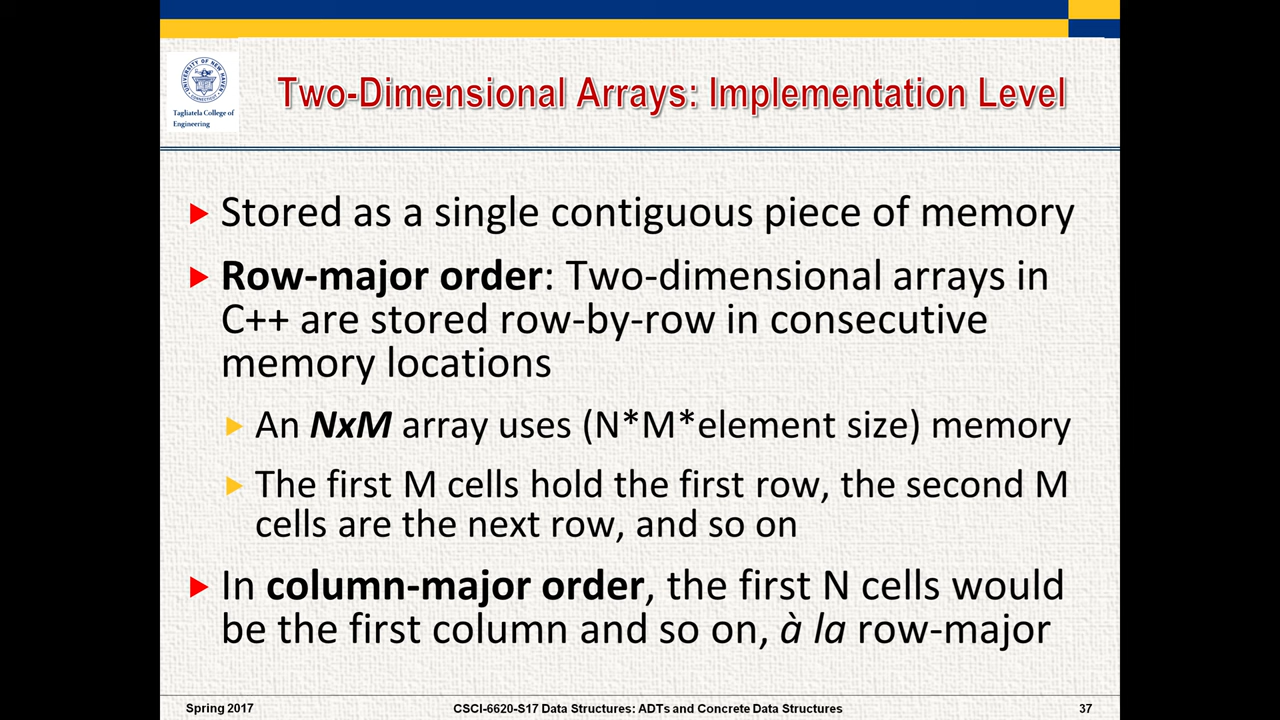 UNIVERSITY OF NEW HAVEN
Tagliatela College of
Engineering
Two-Dimensional Arrays: Implementation Level
Stored as a single contiguous piece of memory
Row-major order: Two-dimensional arrays in
C++ are stored row-by-row in consecutive
memory locations
An NxM array uses (N*M*element size) memory
The first M cells hold the first row, the second M
cells are the next row, and so on
In column-major order, the first N cells would
be the first column and so on, à la row-major
Spring 2017
CSCI-6620-S17 Data Structures: ADTs and Concrete Data Structures
37